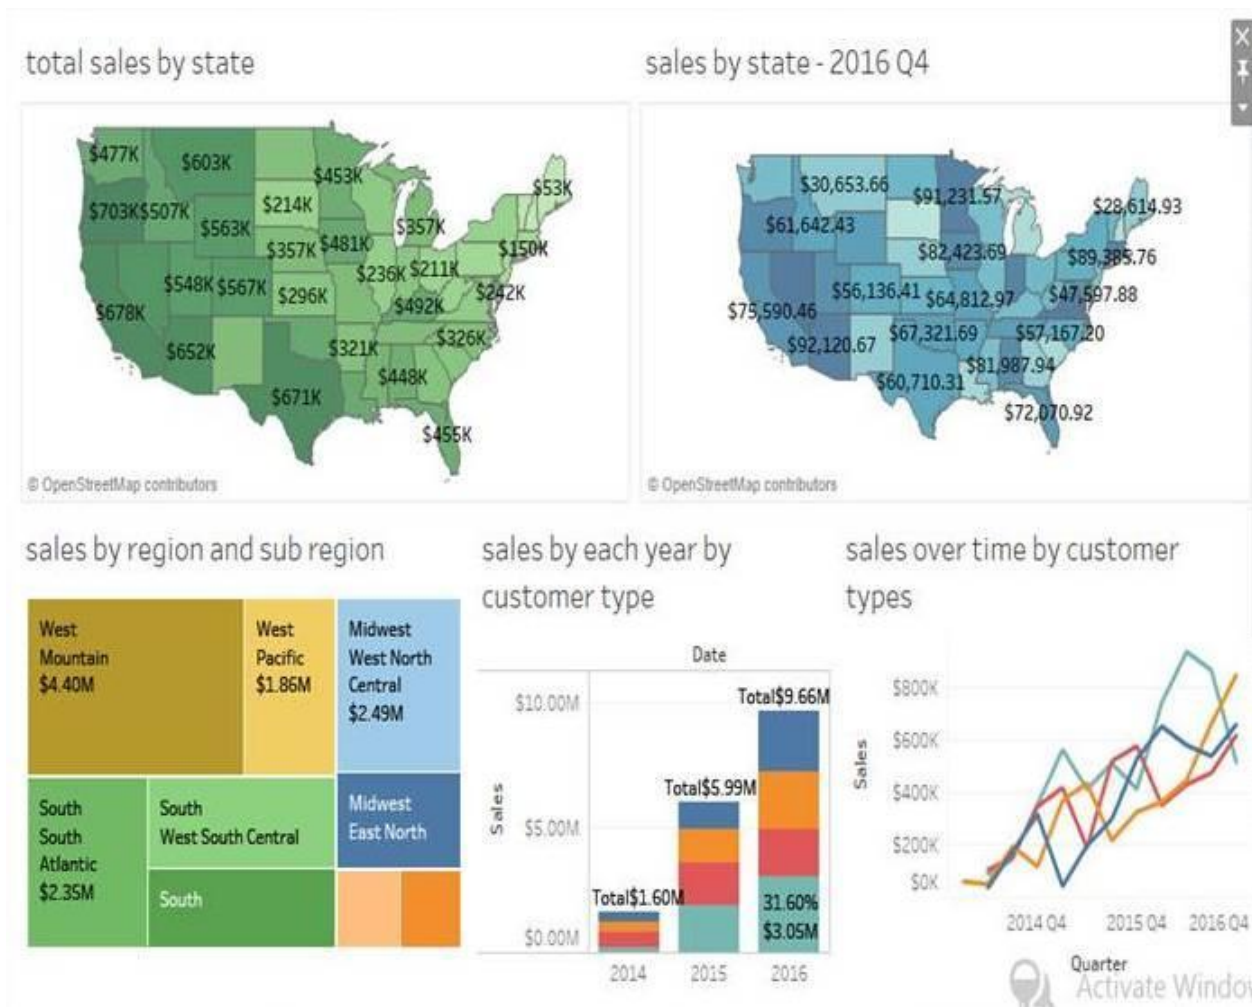 total sales by state
sales by state - 2016 Q4
$477K
$603K
$453K
$53K
$703K
$507K
$214K
$563K
$357K
$357K
$481K
$150K
$548K
$567K
$236K
$211K
$296K
$492K
$242K
$678K
$652K
$321K
$326K
$448K
$671K
$455K
© OpenStreetMap contributors
$30,653.66
$91,231.57
$28,614.93
$61,642.43
$82,423.69
$89,385.76
$56,136.41
$64,812.97
$47,597.88
$75,590.46
$92,120.67
$67,321.69
$57,167.20
$81,987.94
$60,710.31
$72,070.92
© OpenStreetMap contributors
sales by region and sub region
West
Mountain
$4.40M
West
Pacific
$1.86M
Midwest
West North
Central
$2.49M
South
South
Atlantic
$2.35M
South
West South Central
South
Midwest
East North
sales by each year by
customer type
Date
Sales
$10.00M
$5.00M
$0.00M
Total$1.60M
Total$5.99M
Total$9.66M
31.60%
$3.05M
2014
2015
2016
sales over time by customer
types
Sales
$800K
$600K
$400K
$200K
$0K
2014 Q4
2015 Q4
2016 Q4
Quarter
Activate Window